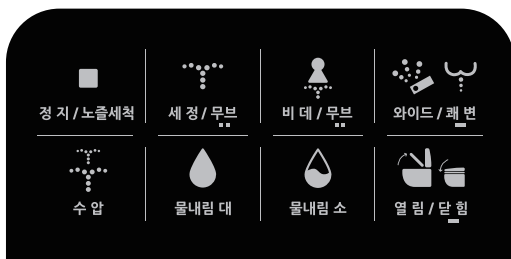 정 지 / 노즐세척
세 정 / 무브
비 데 / 무브
와이드 / 쾌 변
수 압
물내림 대
물내림 소
열 림 / 닫 힘